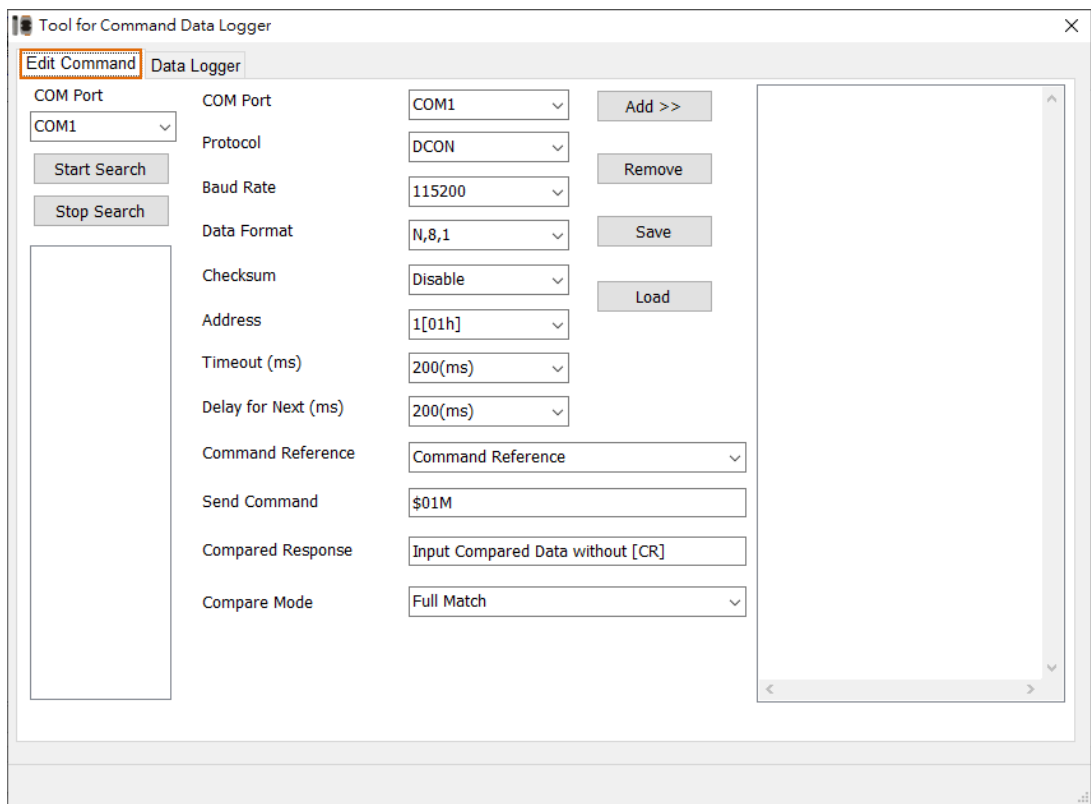 Tool for Command Data Logger
Edit Command
Data Logger
COM Port
COM1
Start Search
Stop Search
COM Port
COM1
Protocol
DCON
Baud Rate
115200
Data Format
N,8,1
Checksum
Disable
Address
1[01h]
Timeout (ms)
200(ms)
Delay for Next (ms)
200(ms)
Command Reference
Command Reference
Send Command
$01M
Compared Response
Input Compared Data without [CR]
Compare Mode
Full Match
Add >>
Remove
Save
Load